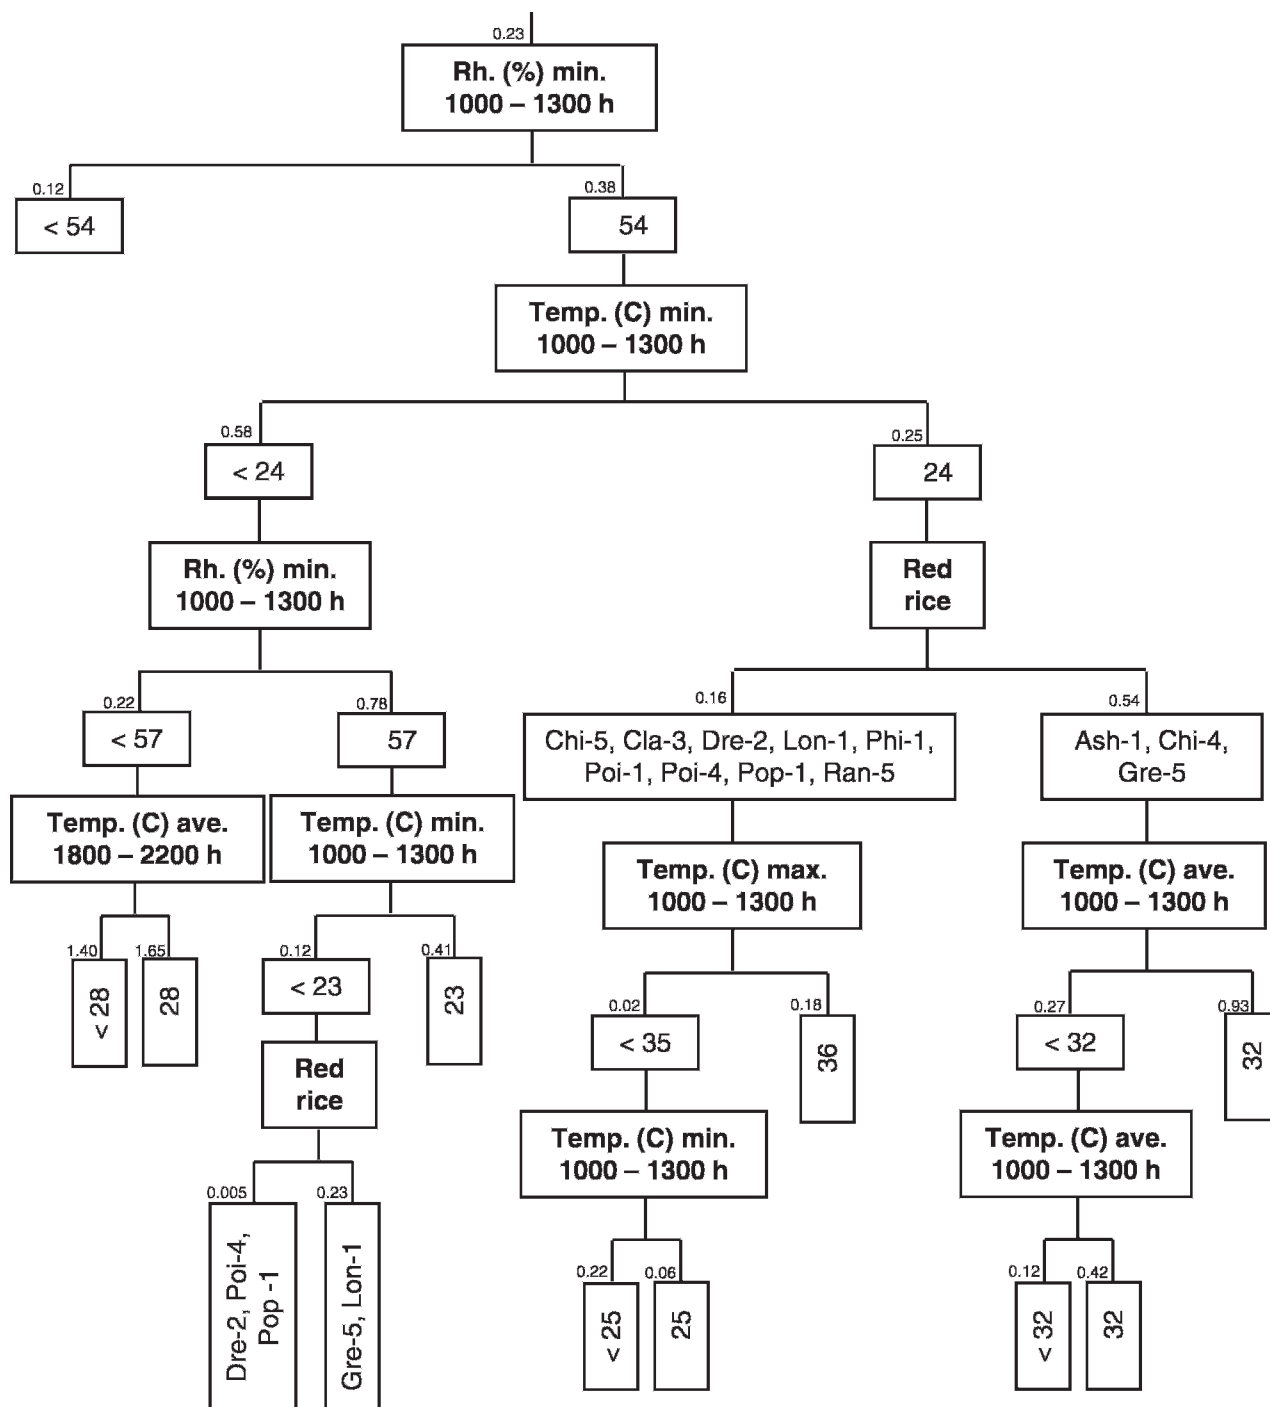 0.23
Rh. (%) min.
1000 – 1300 h
0.12
0.38
< 54
54
Temp. (C) min.
1000 – 1300 h
0.58
0.25
< 24
24
Rh. (%) min.
1000 – 1300 h
Red
rice
0.22
0.78
0.16
0.54
< 57
57
Chi-5, Cla-3, Dre-2, Lon-1, Phi-1,
Poi-1, Poi-4, Pop-1, Ran-5
Ash-1, Chi-4,
Gre-5
Temp. (C) ave.
1800 – 2200 h
Temp. (C) min.
1000 – 1300 h
Temp. (C) max.
1000 – 1300 h
Temp. (C) ave.
1000 – 1300 h
1.40
1.65
0.12
0.41
0.02
0.18
0.27
0.93
< 28
28
< 23
23
< 35
36
< 32
32
Red
rice
Temp. (C) min.
1000 – 1300 h
Temp. (C) ave.
1000 – 1300 h
0.005
0.23
0.22
0.06
0.12
0.42
Dre-2, Poi-4,
Pop -1
Gre-5, Lon-1
< 25
25
< 32
32